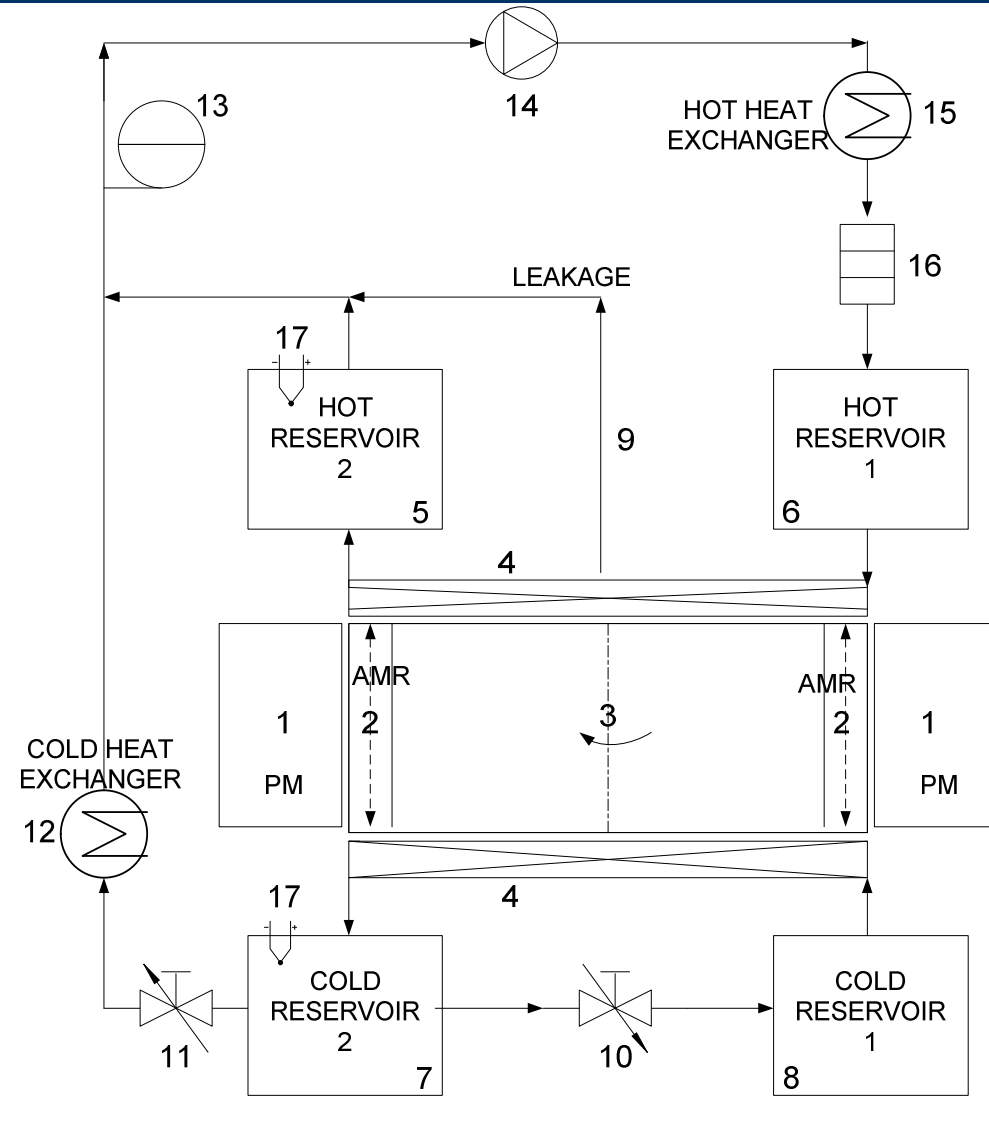 13
14
HOT HEAT
EXCHANGER
15
16
LEAKAGE
17
- +
HOT
RESERVOIR
2
5
9
HOT
RESERVOIR
1
6
4
AMR
2
1
PM
3
AMR
2
1
PM
COLD HEAT
EXCHANGER
12
4
17
- +
COLD
RESERVOIR
2
7
11
10
COLD
RESERVOIR
1
8